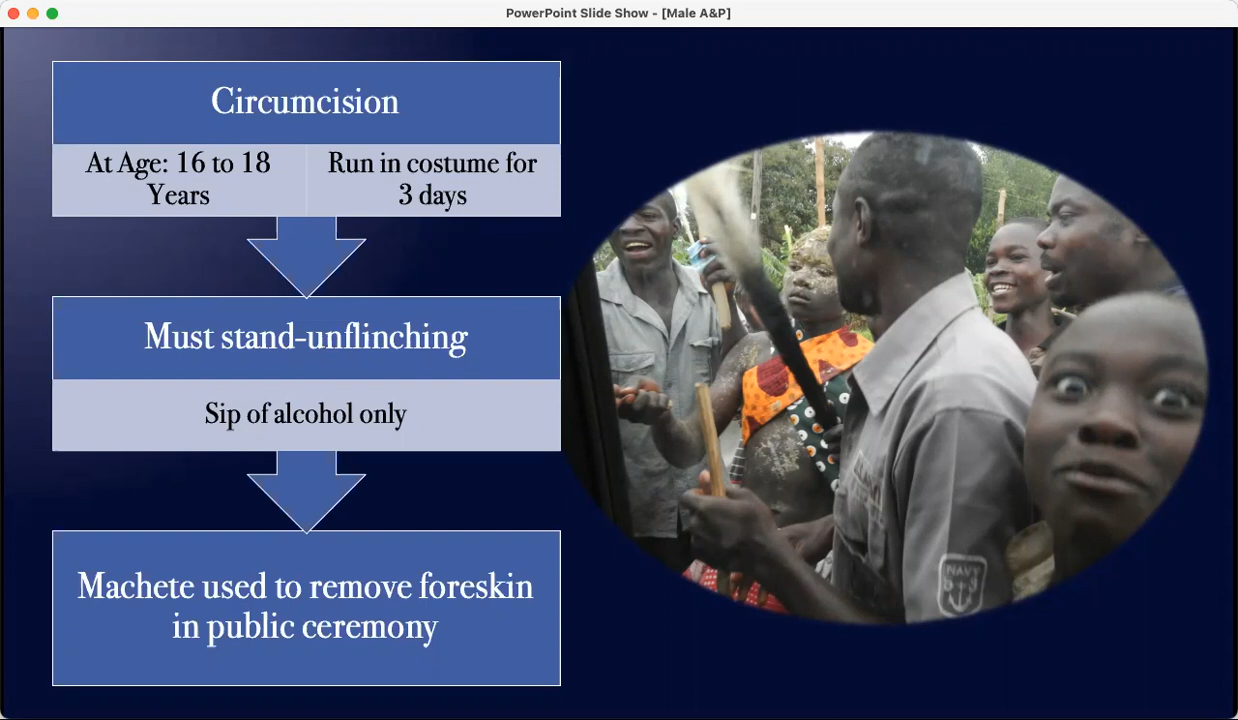 PowerPoint Slide Show - [Male A&P]
Circumcision
At Age: 16 to 18
Years
Run in costume for
3 days
Must stand-unflinching
Sip of alcohol only
Machete used to remove foreskin
in public ceremony
NAVY